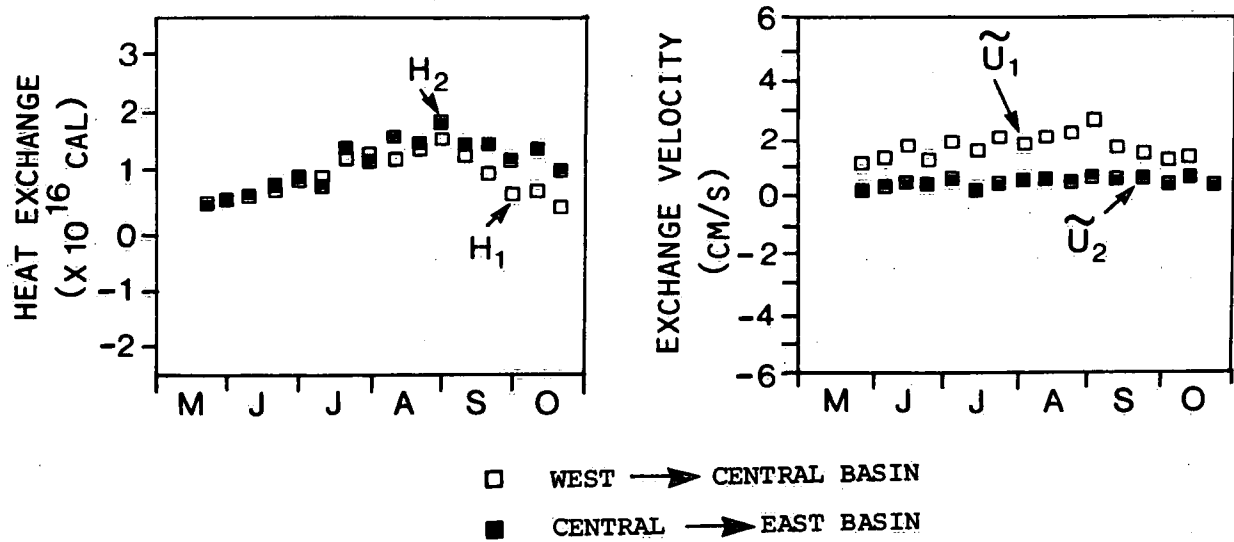 HEAT EXCHANGE
(X 10^16 CAL)
3
2
1
0
-1
-2
H2
H1
M J J A S O
EXCHANGE VELOCITY
(CM/S)
6
4
2
0
-2
-4
-6
Ũ1
Ũ2
M J J A S O
□ WEST → CENTRAL BASIN
■ CENTRAL → EAST BASIN